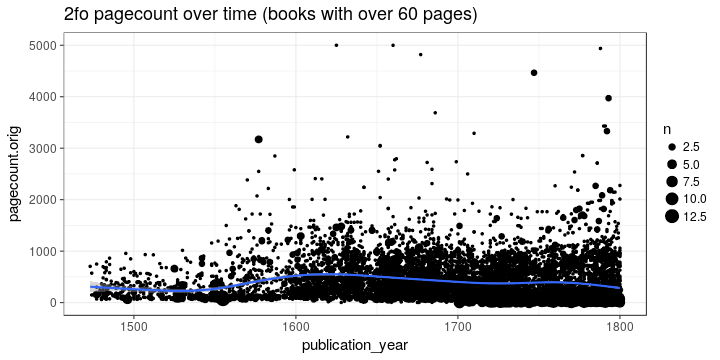 2fo pagecount over time (books with over 60 pages)
5000
4000
3000
2000
1000
0
pagecount.orig
1500 1600 1700 1800
publication_year
n
2.5
5.0
7.5
10.0
12.5